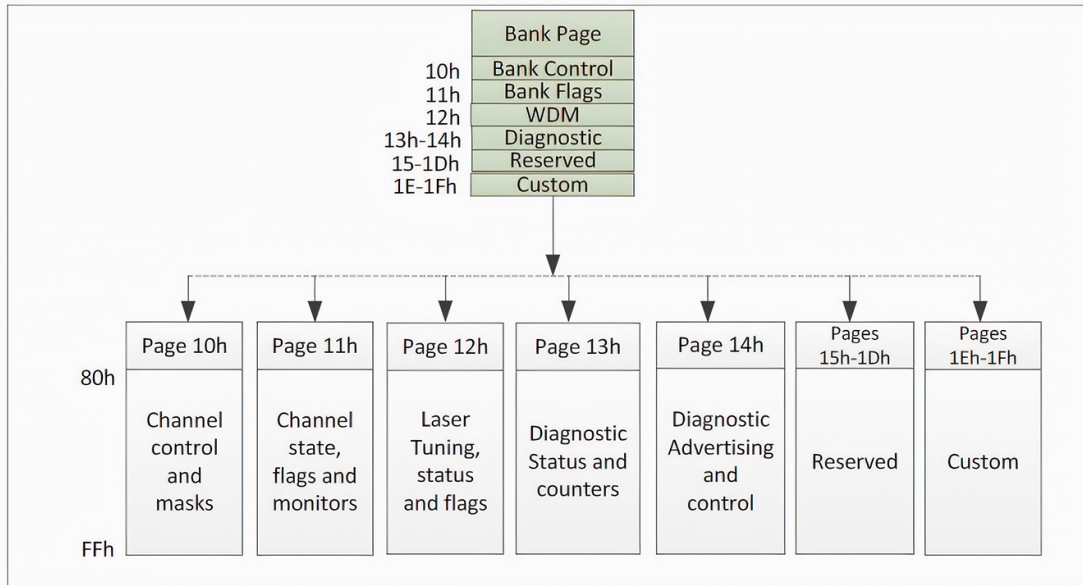 Bank Page
10h Bank Control
11h Bank Flags
12h WDM
13h-14h Diagnostic
15-1Dh Reserved
1E-1Fh Custom
Page 10h
Page 11h
Page 12h
Page 13h
Page 14h
Pages
15h-1Dh
Pages
1Eh-1Fh
80h
Channel
control
and
masks
Channel
state,
flags and
monitors
Laser
Tuning,
status
and flags
Diagnostic
Status and
counters
Diagnostic
Advertising
and
control
Reserved
Custom
FFh